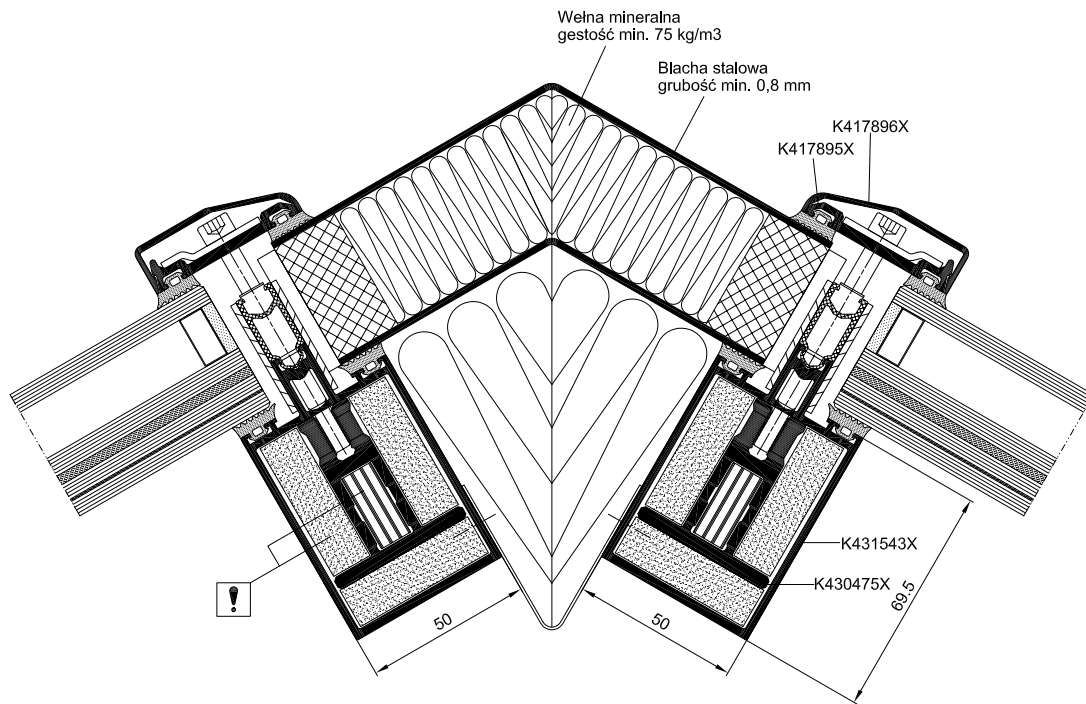 Wełna mineralna
gestość min. 75 kg/m3
Blacha stalowa
grubość min. 0,8 mm
K417896X
K417895X
K431543X
K430475X
!
50
50
69.5